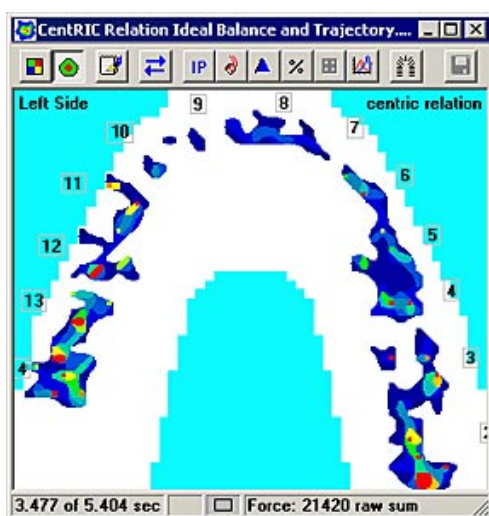 CentRIC Relation Ideal Balance and Trajectory....
IP
%
Left Side
9
8
centric relation
10
7
11
6
12
5
13
4
4
3
2
3.477 of 5.404 sec
Force: 21420 raw sum